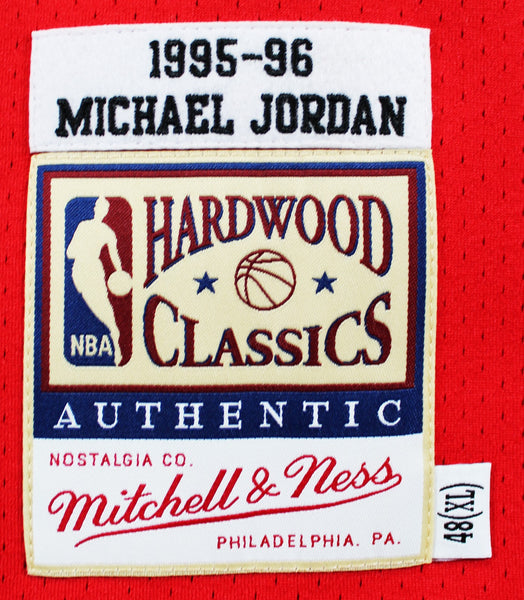 1995-96
MICHAEL JORDAN
HARDWOOD
CLASSICS
NBA
AUTHENTIC
NOSTALGIA CO.
Mitchell & Ness
PHILADELPHIA. PA.
48(XL)